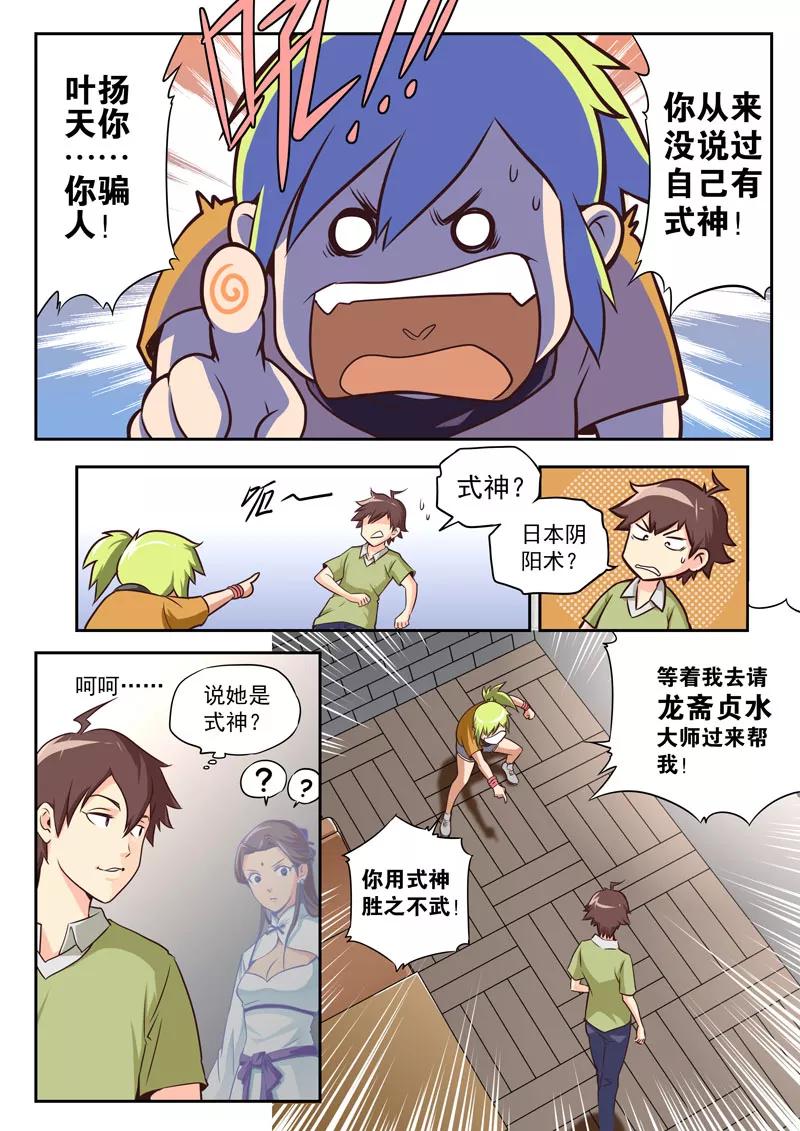 叶扬
天你
……
你骗
人！
吼!!!
你从来
没说过
自己有
式神！
呃～
式神？
日本阴
阳术？
呵呵……
说她是
式神？
？
？
等着我去请
龙斋贞水
大师过来帮
我！
你用式神
胜之不武！